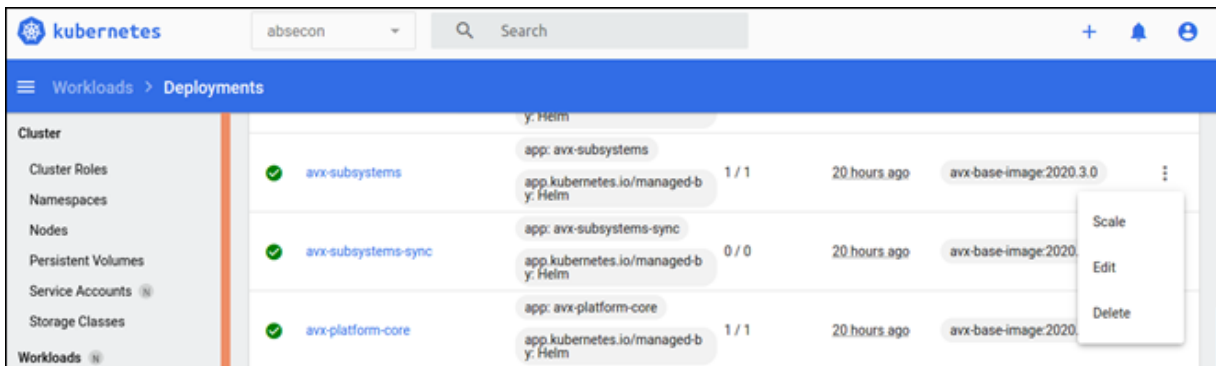 kubernetes
absecon
Search
Workloads > Deployments
Cluster
Cluster Roles
Namespaces
Nodes
Persistent Volumes
Service Accounts N
Storage Classes
Workloads N
y: Helm
avx-subsystems
app: avx-subsystems
app.kubernetes.io/managed-b
y: Helm
1 / 1
20 hours ago
avx-base-image:2020.3.0
avx-subsystems-sync
app: avx-subsystems-sync
app.kubernetes.io/managed-b
y: Helm
0 / 0
20 hours ago
avx-base-image:2020.
avx-platform-core
app: avx-platform-core
app.kubernetes.io/managed-b
y: Helm
1 / 1
20 hours ago
avx-base-image:2020.
Scale
Edit
Delete